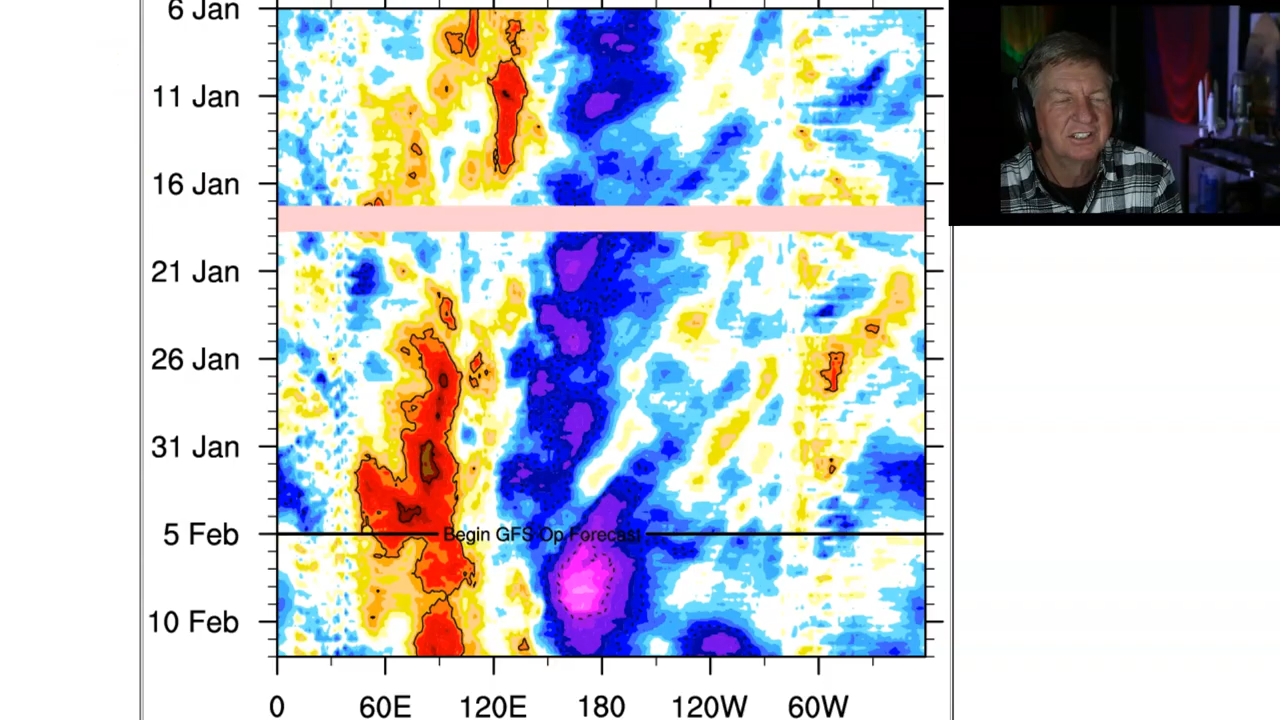 6 Jan
11 Jan
16 Jan
21 Jan
26 Jan
31 Jan
5 Feb
Begin GFS Op Forecast
10 Feb
0 60E 120E 180 120W 60W